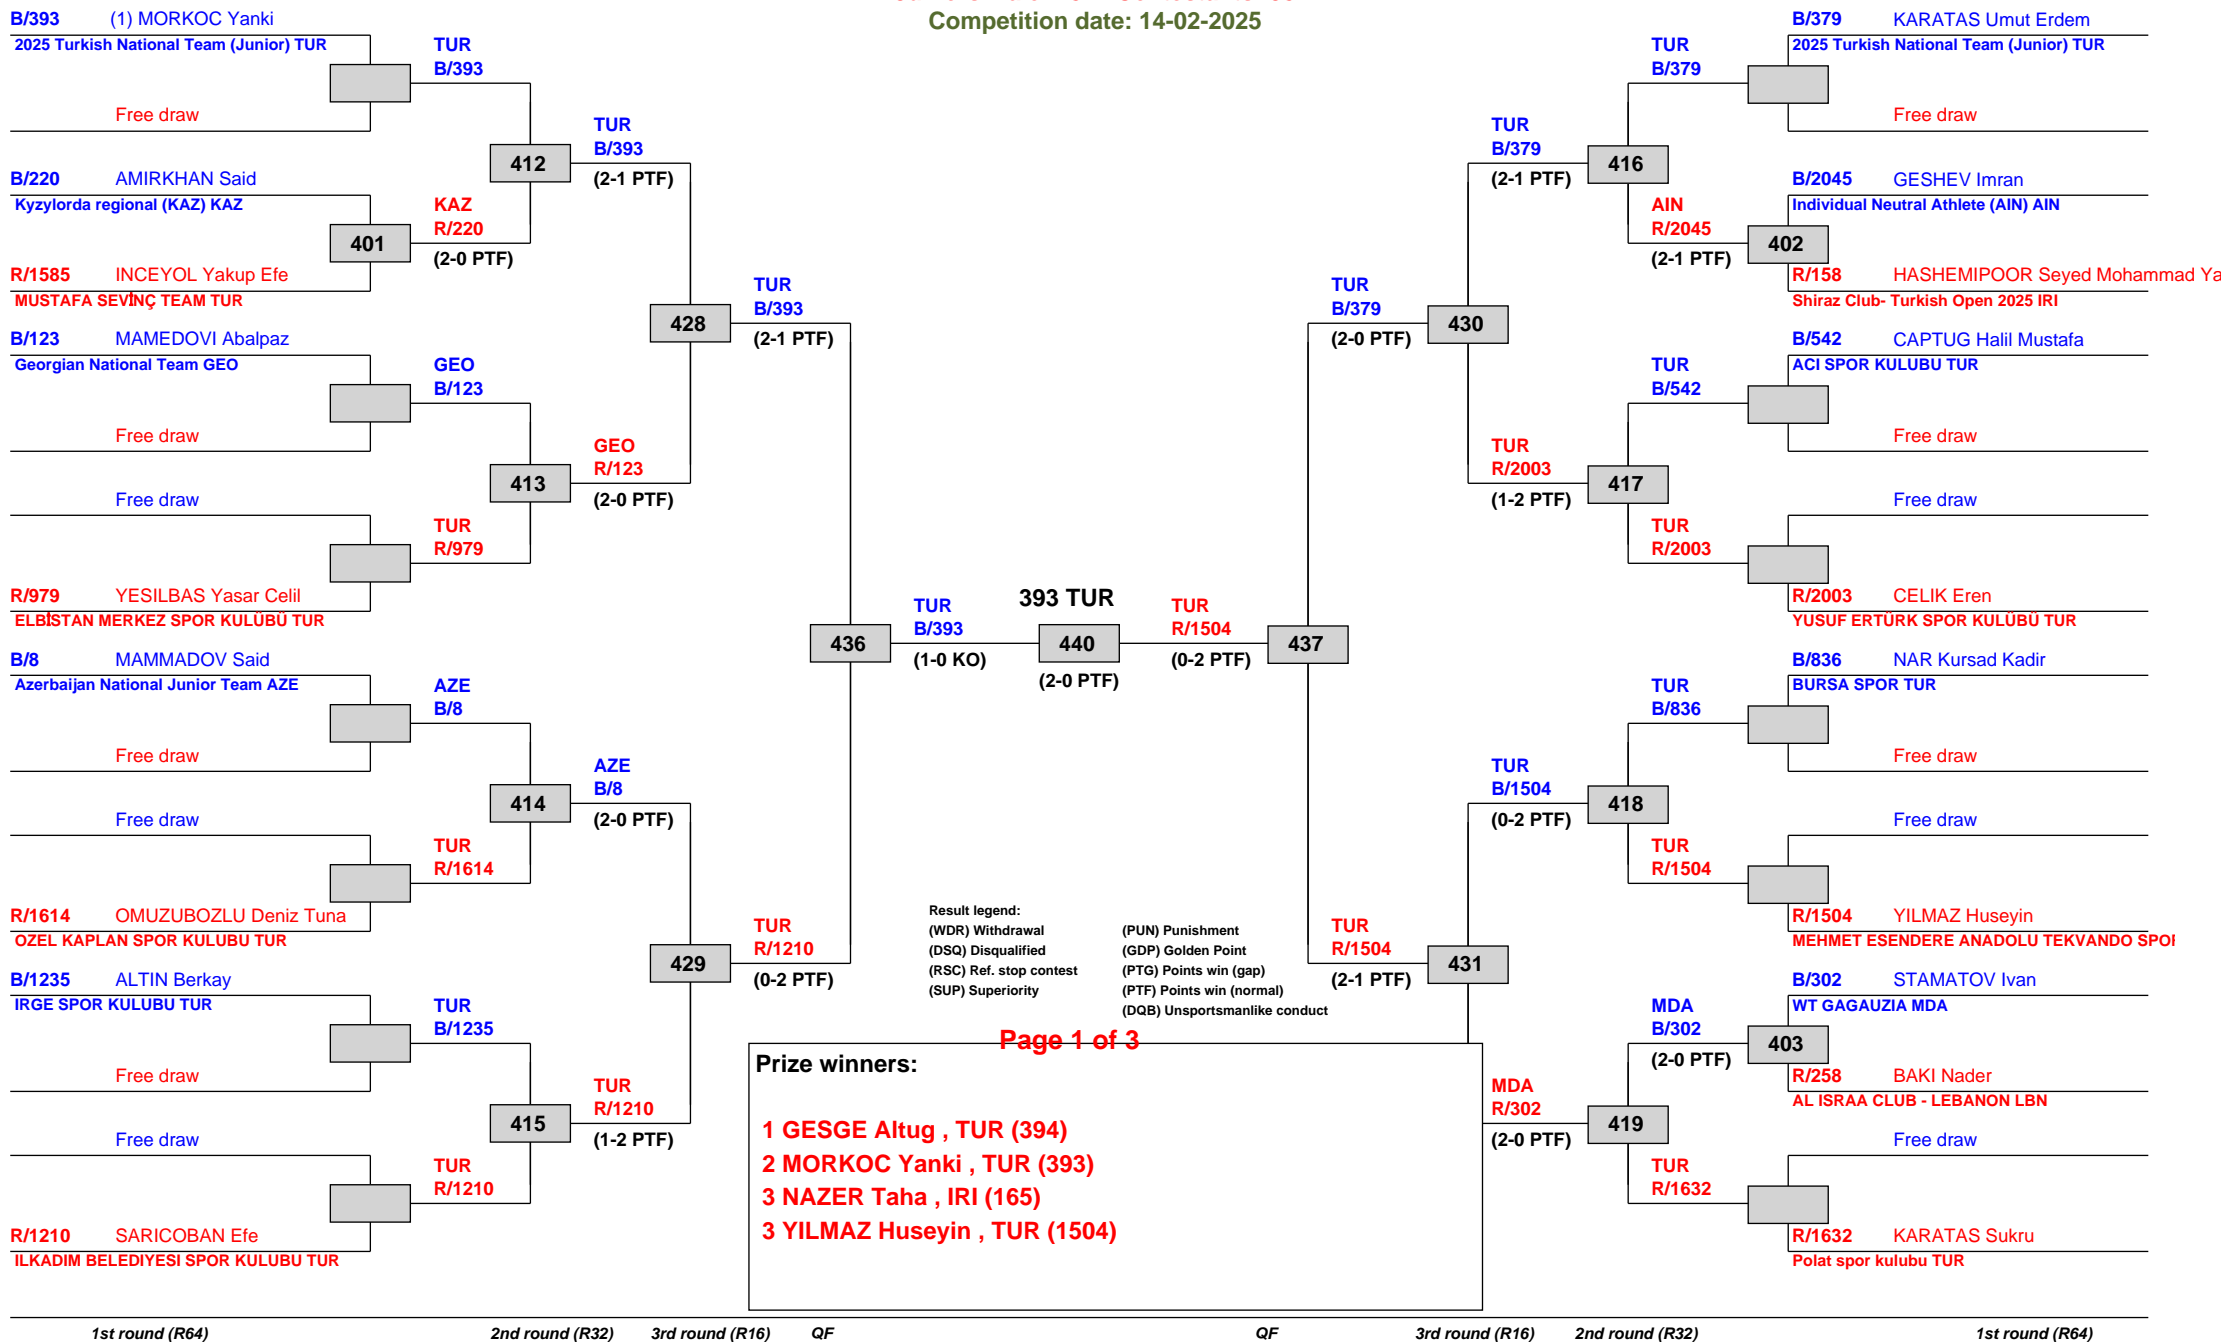 Competition date: 14-02-2025
B/393 (1) MORKOC Yanki
2025 Turkish National Team (Junior) TUR
Free draw
B/220 AMIRKHAN Said
Kyzylorda regional (KAZ) KAZ
401
R/1585 INCEYOL Yakup Efe
MUSTAFA SEVİNÇ TEAM TUR
B/123 MAMEDOVI Abalpaz
Georgian National Team GEO
Free draw
Free draw
R/979 YESILBAS Yasar Celil
ELBİSTAN MERKEZ SPOR KULÜBÜ TUR
B/8 MAMMADOV Said
Azerbaijan National Junior Team AZE
Free draw
Free draw
R/1614 OMUZUBOZLU Deniz Tuna
OZEL KAPLAN SPOR KULUBU TUR
B/1235 ALTIN Berkay
IRGE SPOR KULUBU TUR
Free draw
Free draw
R/1210 SARICOBAN Efe
ILKADIM BELEDIYESI SPOR KULUBU TUR
TUR
B/393
412
KAZ
R/220
(2-0 PTF)
GEO
B/123
413
TUR
R/979
AZE
B/8
414
TUR
R/1614
TUR
B/1235
415
TUR
R/1210
TUR
B/393
(2-1 PTF)
428
GEO
R/123
(2-0 PTF)
AZE
B/8
(2-0 PTF)
429
TUR
R/1210
(1-2 PTF)
TUR
B/393
(2-1 PTF)
436
TUR
R/1210
(0-2 PTF)
TUR
B/393
(1-0 KO)
393 TUR
440
(2-0 PTF)
TUR
R/1504
(0-2 PTF)
437
TUR
B/379
(2-0 PTF)
430
TUR
R/1504
(2-1 PTF)
431
TUR
B/379
(2-1 PTF)
416
TUR
R/2003
(1-2 PTF)
417
TUR
B/1504
(0-2 PTF)
418
MDA
R/302
(2-0 PTF)
419
TUR
B/379
AIN
R/2045
(2-1 PTF)
402
TUR
B/542
TUR
R/2003
TUR
B/836
TUR
R/1504
MDA
B/302
(2-0 PTF)
403
TUR
R/1632
B/379 KARATAS Umut Erdem
2025 Turkish National Team (Junior) TUR
Free draw
B/2045 GESHEV Imran
Individual Neutral Athlete (AIN) AIN
R/158 HASHEMIPOOR Seyed Mohammad Ya
Shiraz Club- Turkish Open 2025 IRI
B/542 CAPTUG Halil Mustafa
ACI SPOR KULUBU TUR
Free draw
Free draw
R/2003 CELIK Eren
YUSUF ERTÜRK SPOR KULÜBÜ TUR
B/836 NAR Kursad Kadir
BURSA SPOR TUR
Free draw
Free draw
R/1504 YILMAZ Huseyin
MEHMET ESENDERE ANADOLU TEKVANDO SPOR
B/302 STAMATOV Ivan
WT GAGAUZIA MDA
R/258 BAKI Nader
AL ISRAA CLUB - LEBANON LBN
Free draw
R/1632 KARATAS Sukru
Polat spor kulubu TUR
Result legend:
(WDR) Withdrawal (PUN) Punishment
(DSQ) Disqualified (GDP) Golden Point
(RSC) Ref. stop contest (PTG) Points win (gap)
(SUP) Superiority (PTF) Points win (normal)
(DQB) Unsportsmanlike conduct
Page 1 of 3
Prize winners:
1 GESGE Altug , TUR (394)
2 MORKOC Yanki , TUR (393)
3 NAZER Taha , IRI (165)
3 YILMAZ Huseyin , TUR (1504)
1st round (R64) 2nd round (R32) 3rd round (R16) QF QF 3rd round (R16) 2nd round (R32) 1st round (R64)